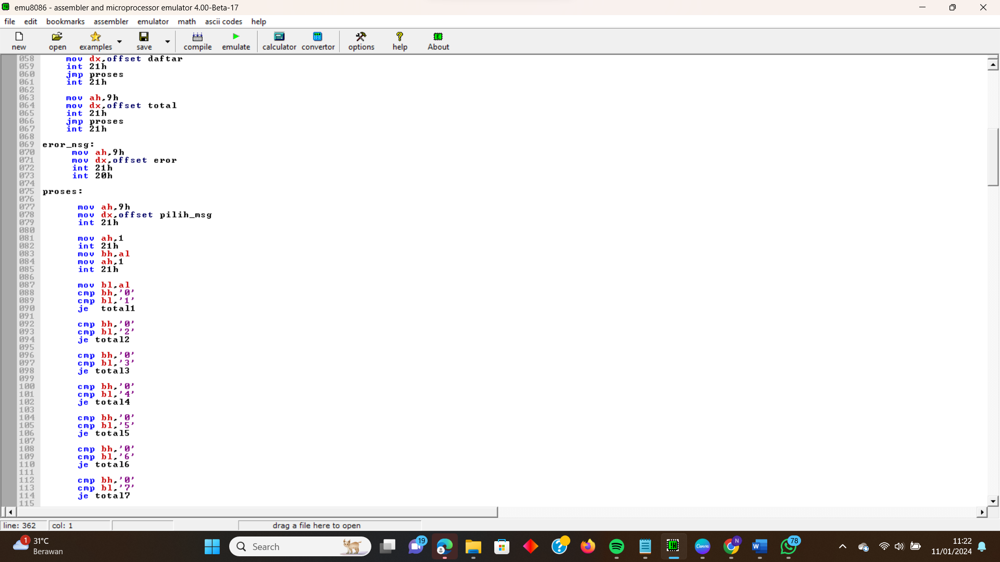 emu8086 - assembler and microprocessor emulator 4.00-Beta-17
file edit bookmarks assembler emulator math ascii codes help
new open examples save compile emulate calculator convertor options help About
058 mov dx,offset daftar
059 int 21h
060 jmp proses
061 int 21h
062
063 mov ah,9h
064 mov dx,offset total
065 int 21h
066 jmp proses
067 int 21h
068
069 eror_msg:
070 mov ah,9h
071 mov dx,offset eror
072 int 21h
073 int 20h
074
075 proses:
076
077 mov ah,9h
078 mov dx,offset pilih_msg
079 int 21h
080
081 mov ah,1
082 int 21h
083 mov bh,al
084 mov ah,1
085 int 21h
086
087 mov bl,al
088 cmp bh,'0'
089 cmp bl,'1'
090 je total1
091
092 cmp bh,'0'
093 cmp bl,'2'
094 je total2
095
096 cmp bh,'0'
097 cmp bl,'3'
098 je total3
099
100 cmp bh,'0'
101 cmp bl,'4'
102 je total4
103
104 cmp bh,'0'
105 cmp bl,'5'
106 je total5
107
108 cmp bh,'0'
109 cmp bl,'6'
110 je total6
111
112 cmp bh,'0'
113 cmp bl,'7'
114 je total7
115
line: 362 col: 1 drag a file here to open
1 31°C
Berawan
Search
19
Canva
N
W
78
11:22
11/01/2024